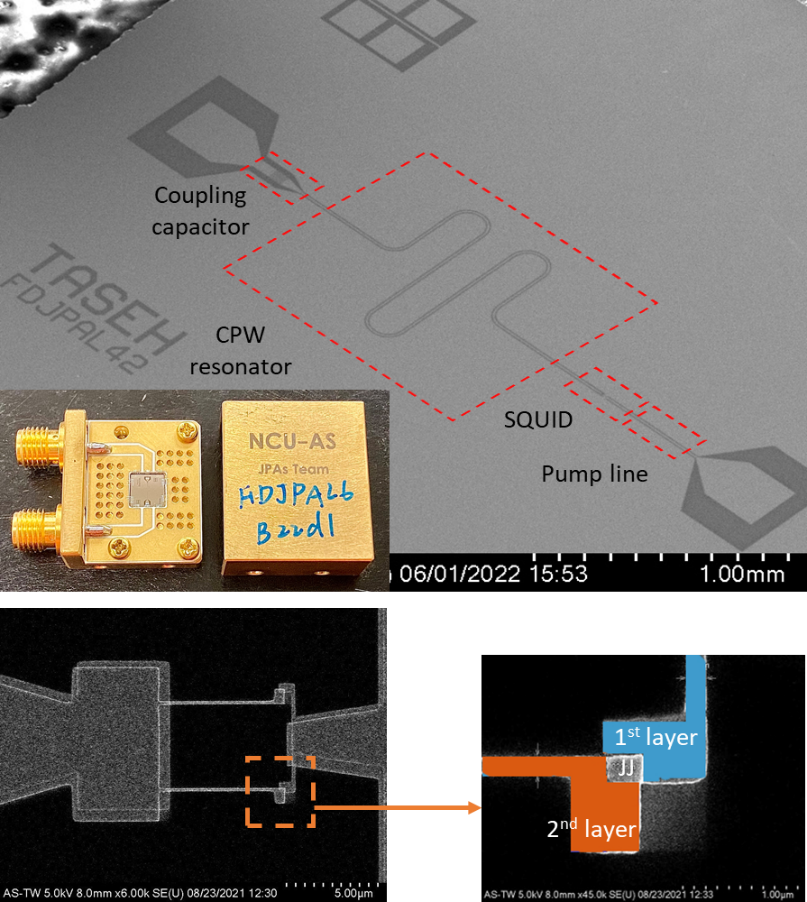 Coupling
capacitor
TASEH
FDJPAL42
CPW
resonator
SQUID
Pump line
NCU-AS
JPAs Team
FDJPAL6
B22d1
06/01/2022 15:53
1.00mm
1st layer
JJ
2nd layer
AS-TW 5.0kV 8.0mm x6.00k SE(U) 08/23/2021 12:30
5.00µm
AS-TW 5.0kV 8.0mm x45.0k SE(U) 08/23/2021 12:33
1.00µm